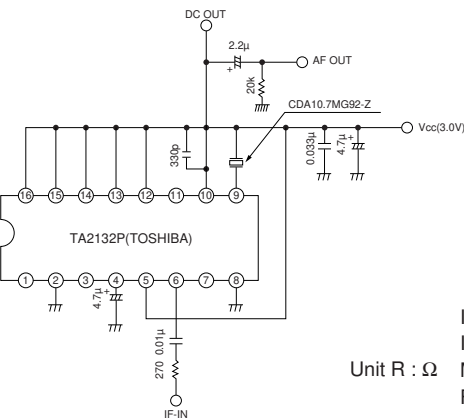 DC OUT
2.2μ
+
AF OUT
20k
CDA10.7MG92-Z
330p
Vcc(3.0V)
0.033μ
4.7μ
+
16 15 14 13 12 11 10 9
TA2132P(TOSHIBA)
1 2 3 4 5 6 7 8
4.7μ
+
0.01μ
270
Unit R : Ω
IF-IN